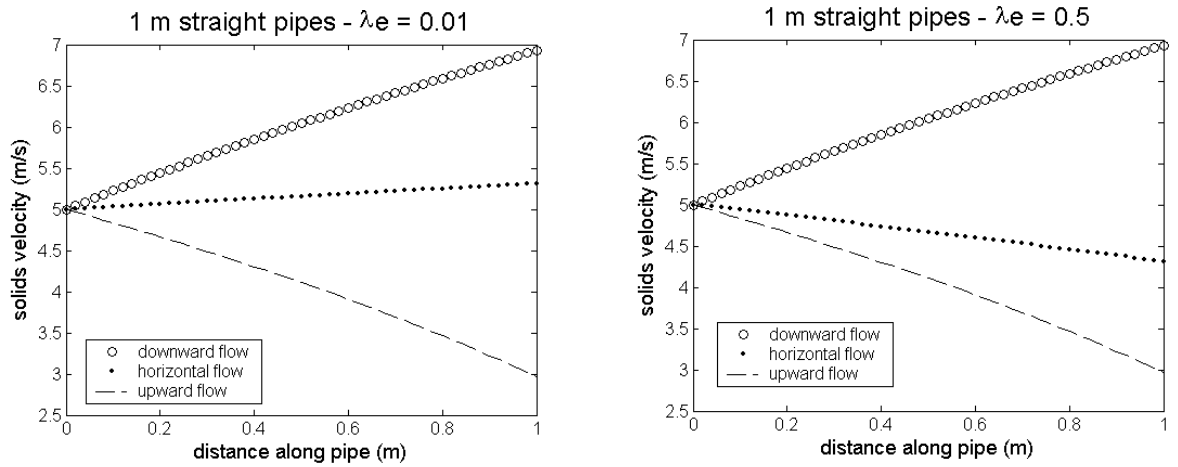 1 m straight pipes - λe = 0.01
7
6.5
6
5.5
5
4.5
4
3.5
3
2.5
solids velocity (m/s)
downward flow
horizontal flow
upward flow
0 0.2 0.4 0.6 0.8 1
distance along pipe (m)
1 m straight pipes - λe = 0.5
7
6.5
6
5.5
5
4.5
4
3.5
3
2.5
solids velocity (m/s)
downward flow
horizontal flow
upward flow
0 0.2 0.4 0.6 0.8 1
distance along pipe (m)